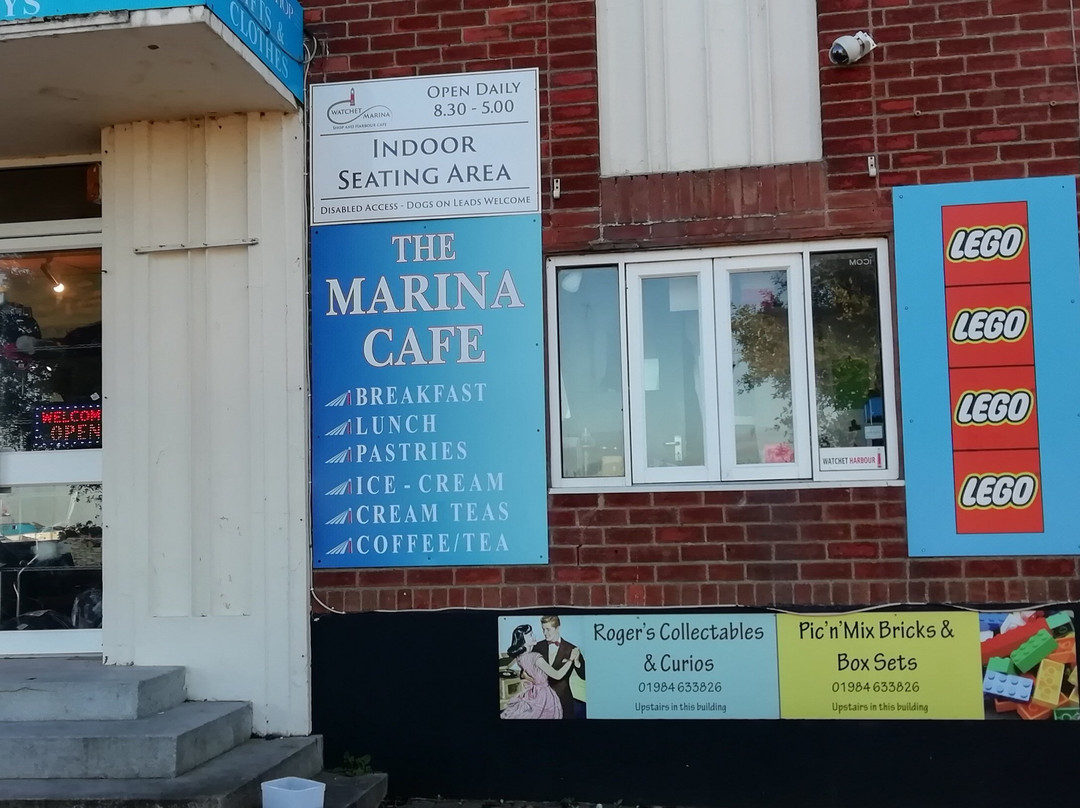 YS
HOP
GIFTS &
CLOTHES
WATCHET MARINA
SHOP AND HARBOUR CAFE
OPEN DAILY
8.30 - 5.00
INDOOR
SEATING AREA
DISABLED ACCESS - DOGS ON LEADS WELCOME
THE
MARINA
CAFE
BREAKFAST
LUNCH
PASTRIES
ICE - CREAM
CREAM TEAS
COFFEE/TEA
WELCOM
OPEN
WATCHET HARBOUR
LEGO
LEGO
LEGO
LEGO
Roger's Collectables
& Curios
01984 633826
Upstairs in this building
Pic'n'Mix Bricks &
Box Sets
01984 633826
Upstairs in this building